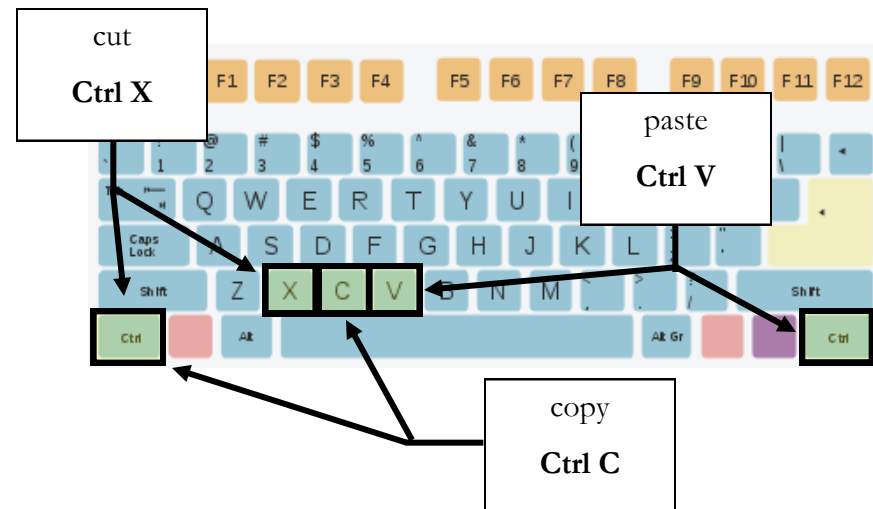 cut
Ctrl X
F1 F2 F3 F4 F5 F6 F7 F8 F9 F10 F11 F12
paste
Ctrl V
! @ # $ % ^ & * ( |
` 1 2 3 4 5 6 7 8 9 \
Q W E R T Y U I
Caps Lock A S D F G H J K L " '
Shift Z X C V B N M < , > . ? / Shift
Ctrl Alt Alt Gr Ctrl
copy
Ctrl C